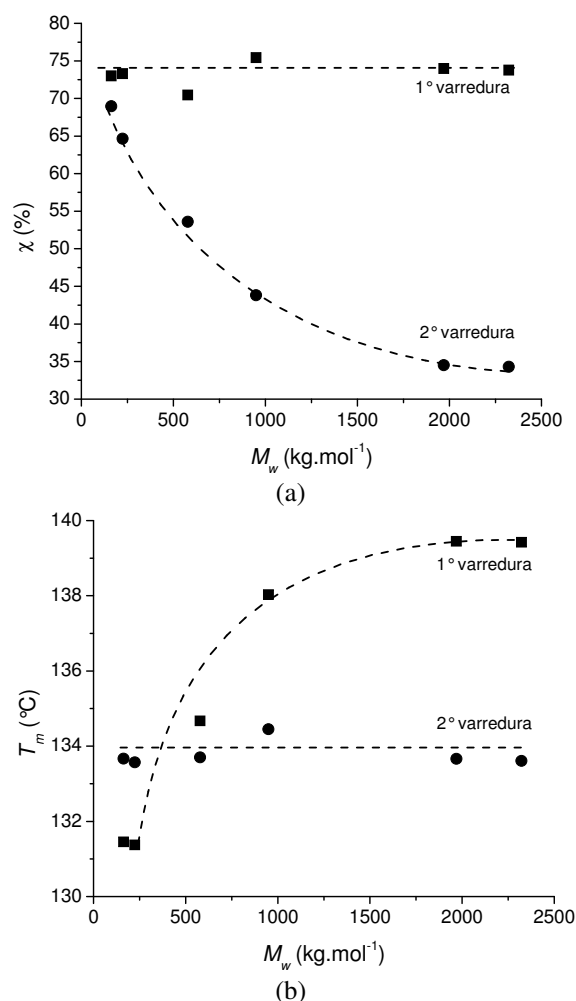 80
75
70
65
60
55
50
45
40
35
30
χ (%)
1° varredura
2° varredura
0 500 1000 1500 2000 2500
M_w (kg.mol⁻¹)
(a)
140
138
136
134
132
130
T_m (°C)
1° varredura
2° varredura
0 500 1000 1500 2000 2500
M_w (kg.mol⁻¹)
(b)